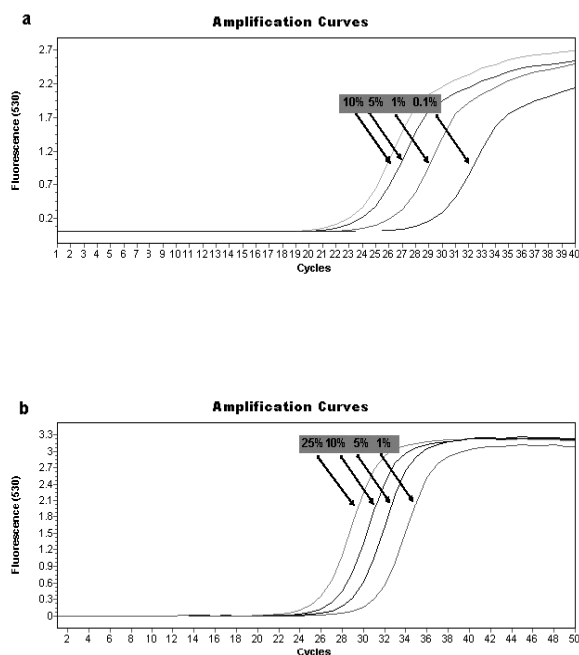 a
Amplification Curves
2.7
2.2
1.7
1.2
0.7
0.2
Fluorescence (530)
10% 5% 1% 0.1%
1 2 3 4 5 6 7 8 9 10 11 12 13 14 15 16 17 18 19 20 21 22 23 24 25 26 27 28 29 30 31 32 33 34 35 36 37 38 39 40
Cycles
b
Amplification Curves
3.3
3
2.7
2.4
2.1
1.8
1.5
1.2
0.9
0.6
0.3
0
Fluorescence (530)
25% 10% 5% 1%
2 4 6 8 10 12 14 16 18 20 22 24 26 28 30 32 34 36 38 40 42 44 46 48 50
Cycles